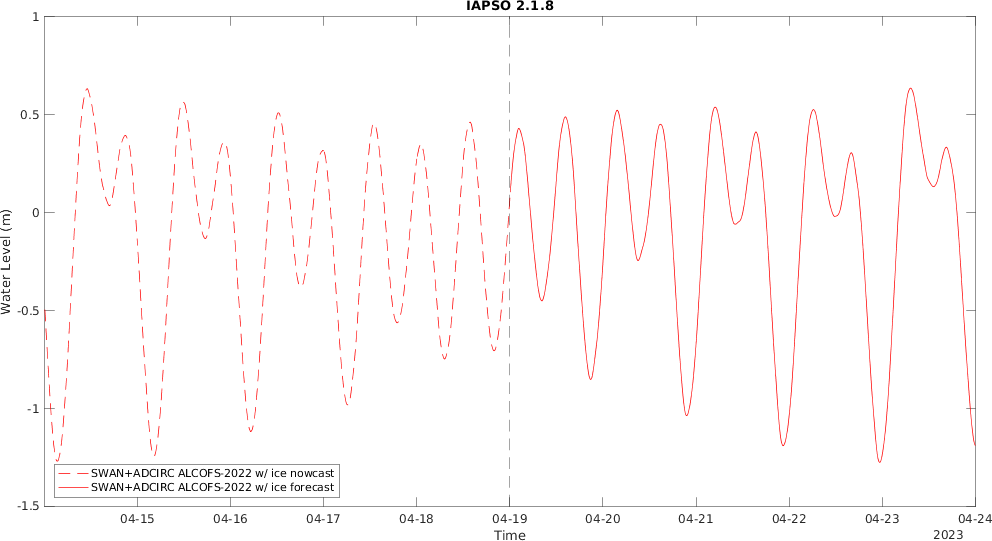 IAPSO 2.1.8
1
0.5
0
-0.5
-1
-1.5
Water Level (m)
SWAN+ADCIRC ALCOFS-2022 w/ ice nowcast
SWAN+ADCIRC ALCOFS-2022 w/ ice forecast
04-15 04-16 04-17 04-18 04-19 04-20 04-21 04-22 04-23 04-24
Time
2023